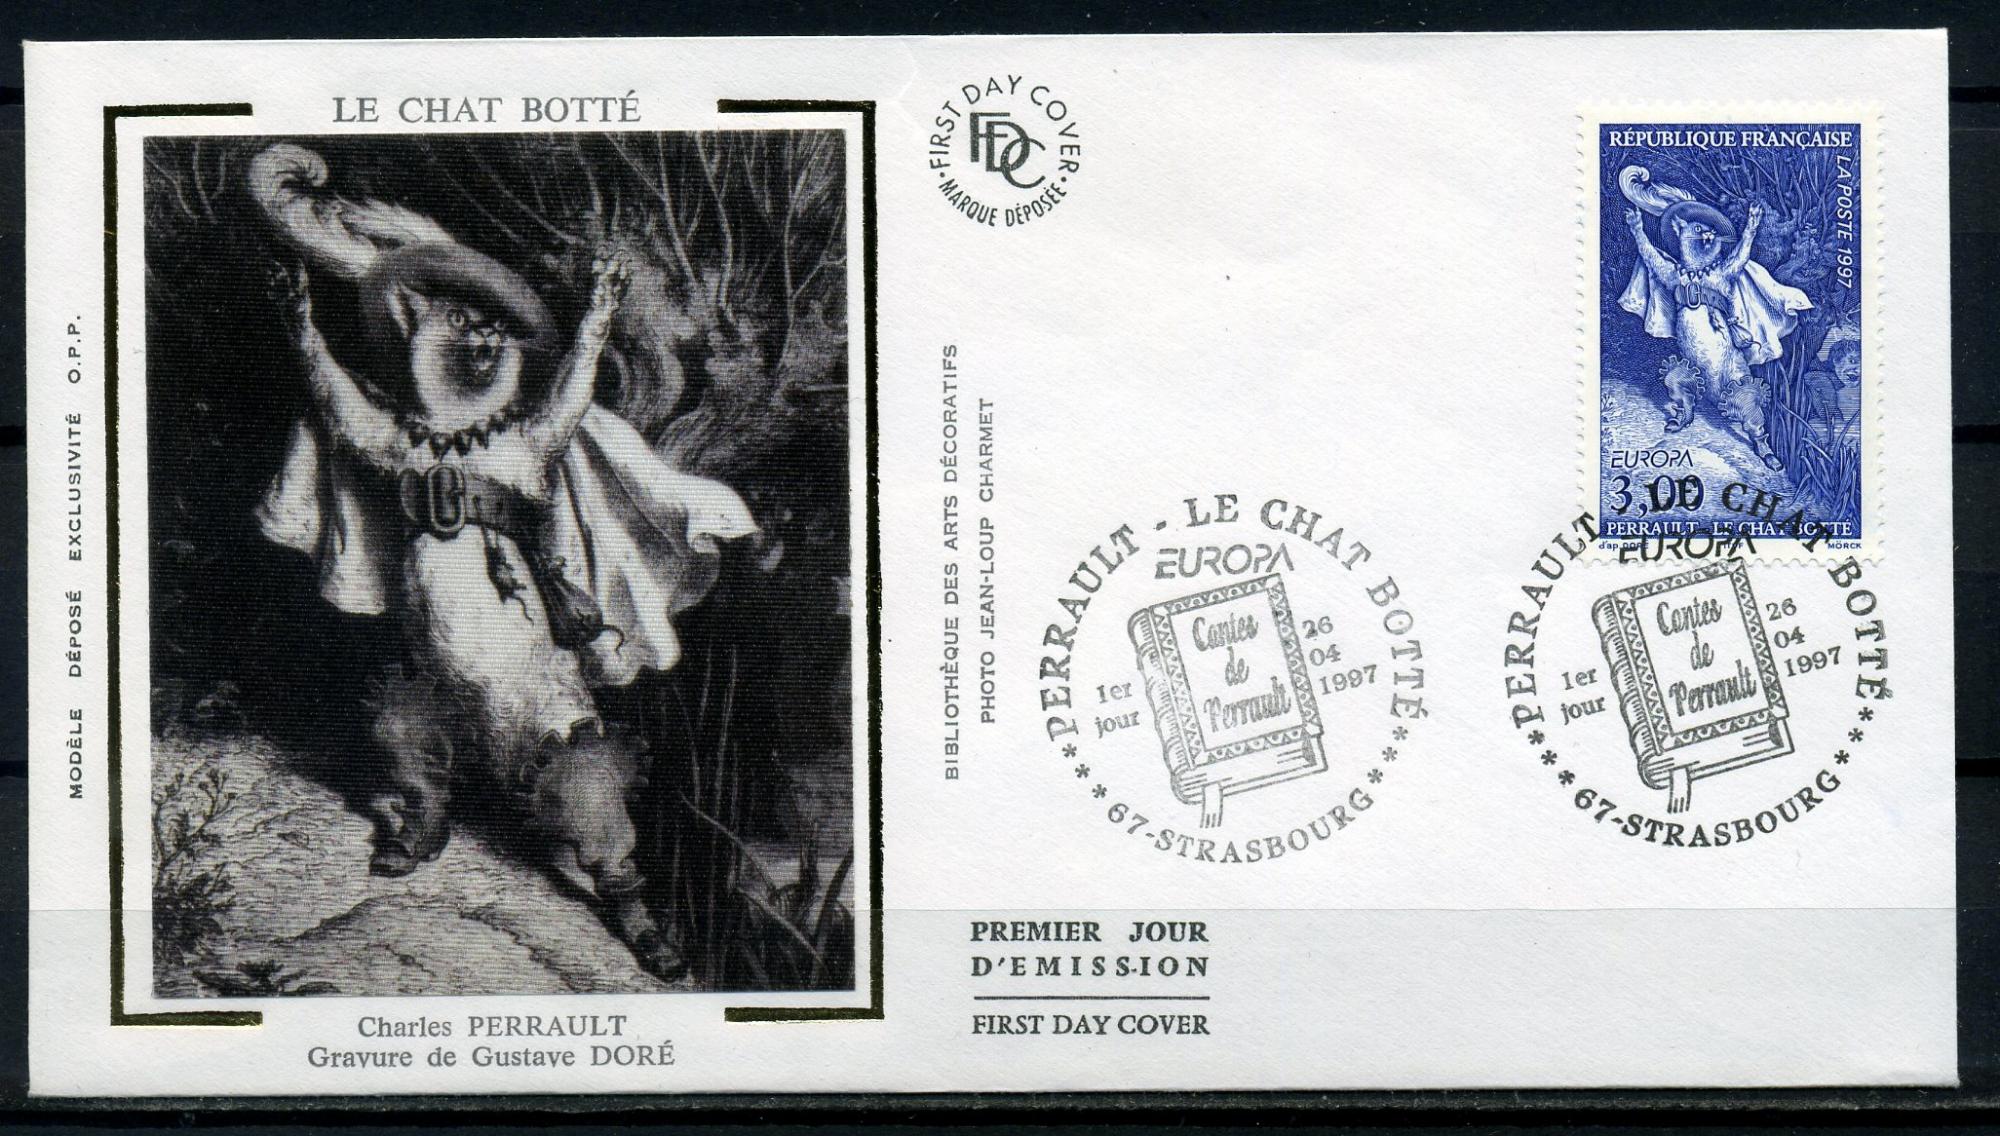 LE CHAT BOTTÉ
MODÈLE DÉPOSÉ EXCLUSIVITÉ O.P.P.
Charles PERRAULT
Gravure de Gustave DORÉ
FIRST DAY COVER
FDC
• MARQUE DÉPOSÉE •
BIBLIOTHÈQUE DES ARTS DÉCORATIFS
PHOTO JEAN-LOUP CHARMET
RÉPUBLIQUE FRANÇAISE
LA POSTE 1997
EUROPA
3,00
PERRAULT - LE CHAT BOTTÉ
d'ap. DORÉ
MÖRCK
PERRAULT - LE CHAT BOTTÉ
EUROPA
Contes
de
Perrault
1er
jour
26
04
1997
67-STRASBOURG
PERRAULT - LE CHAT BOTTÉ
EUROPA
Contes
de
Perrault
1er
jour
26
04
1997
67-STRASBOURG
PREMIER JOUR
D'EMISSION
FIRST DAY COVER